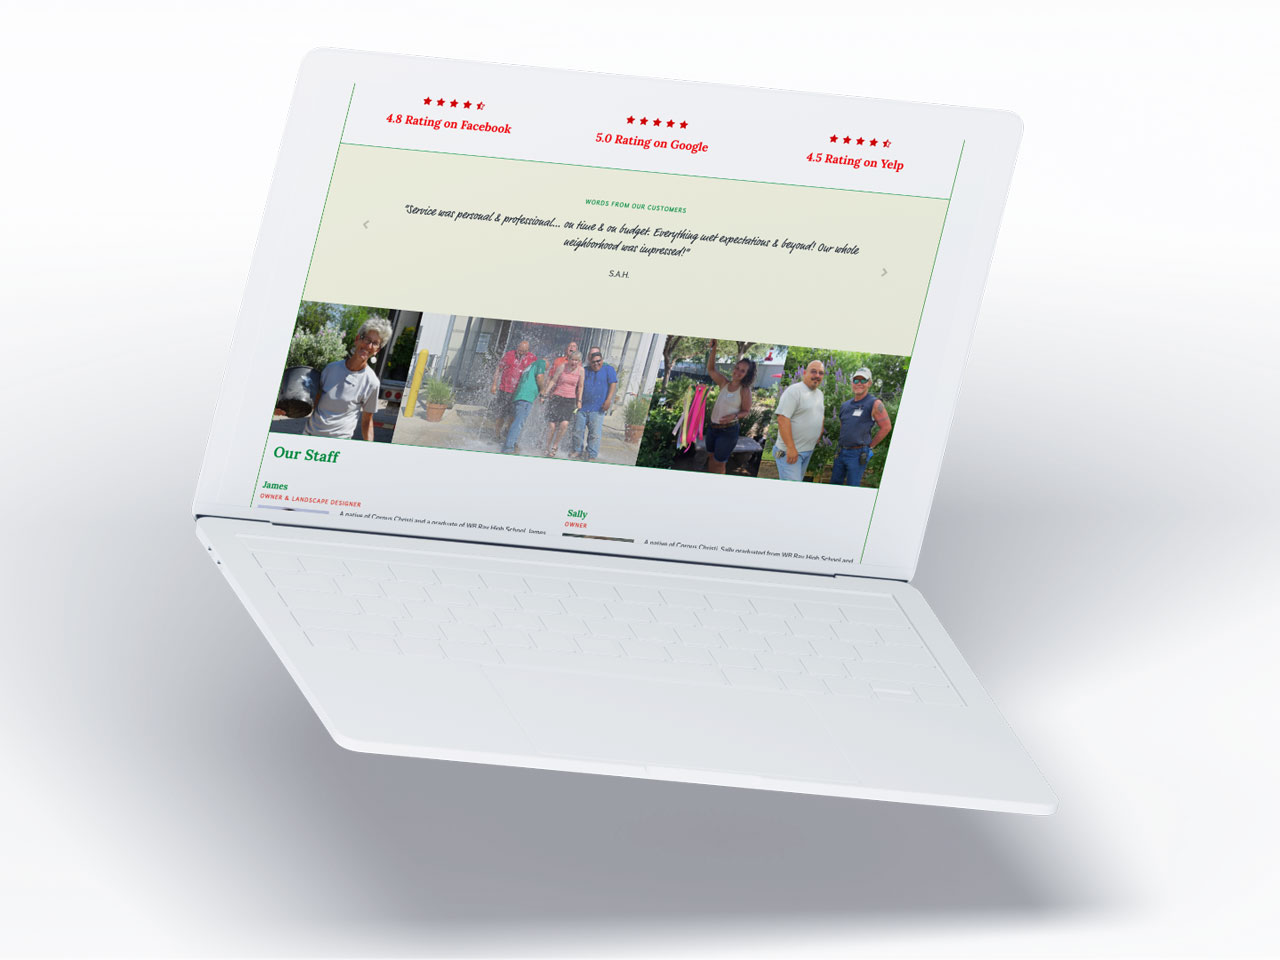 4.8 Rating on Facebook
5.0 Rating on Google
4.5 Rating on Yelp
WORDS FROM OUR CUSTOMERS
"Service was personal & professional... on time & on budget. Everything met expectations & beyond! Our whole
neighborhood was impressed!"
S.A.H.
Our Staff
James
OWNER & LANDSCAPE DESIGNER
A native of Corpus Christi and a graduate of WB Ray High School, James
Sally
OWNER
A native of Corpus Christi, Sally graduated from WB Ray High School and